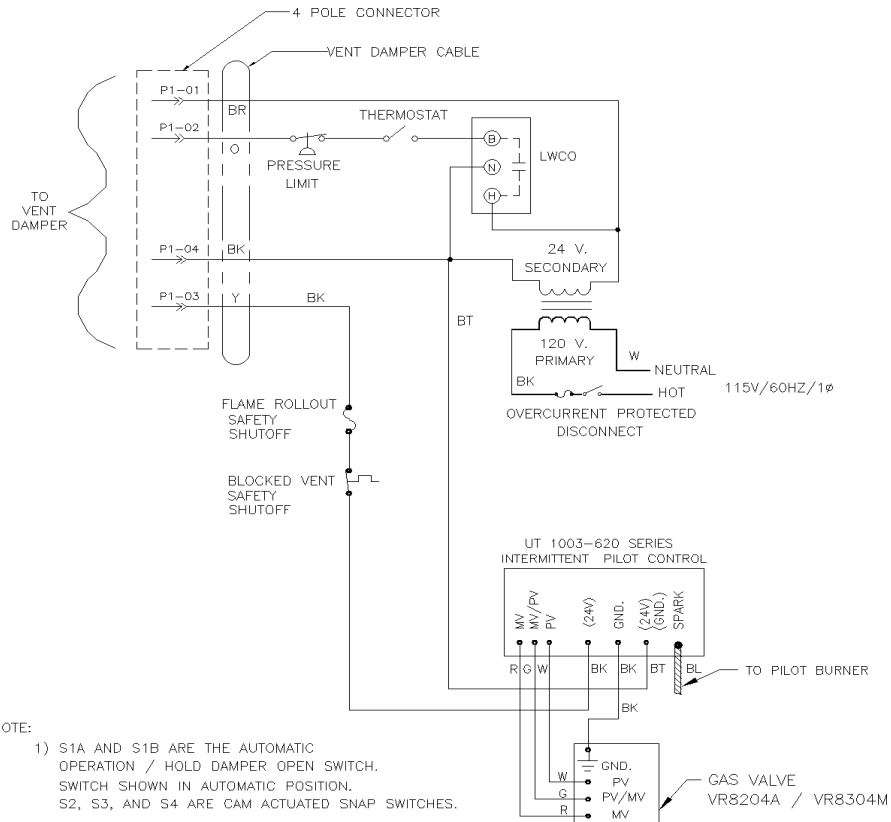 4 POLE CONNECTOR
VENT DAMPER CABLE
P1-01
BR
THERMOSTAT
P1-02
O
B
LWCO
PRESSURE
LIMIT
N
H
TO
VENT
DAMPER
P1-04
BK
24 V.
SECONDARY
P1-03
Y
BK
BT
120 V.
PRIMARY
W
NEUTRAL
BK
HOT
115V/60HZ/1ø
OVERCURRENT PROTECTED
DISCONNECT
FLAME ROLLOUT
SAFETY
SHUTOFF
BLOCKED VENT
SAFETY
SHUTOFF
UT 1003-620 SERIES
INTERMITTENT PILOT CONTROL
MV
MV/PV
PV
(24V)
GND.
(24V)
(GND.)
SPARK
R G W
BK
BK
BT
BL
TO PILOT BURNER
BK
OTE:
1) S1A AND S1B ARE THE AUTOMATIC
OPERATION / HOLD DAMPER OPEN SWITCH.
SWITCH SHOWN IN AUTOMATIC POSITION.
S2, S3, AND S4 ARE CAM ACTUATED SNAP SWITCHES.
GND.
W
PV
G
PV/MV
R
MV
GAS VALVE
VR8204A / VR8304M